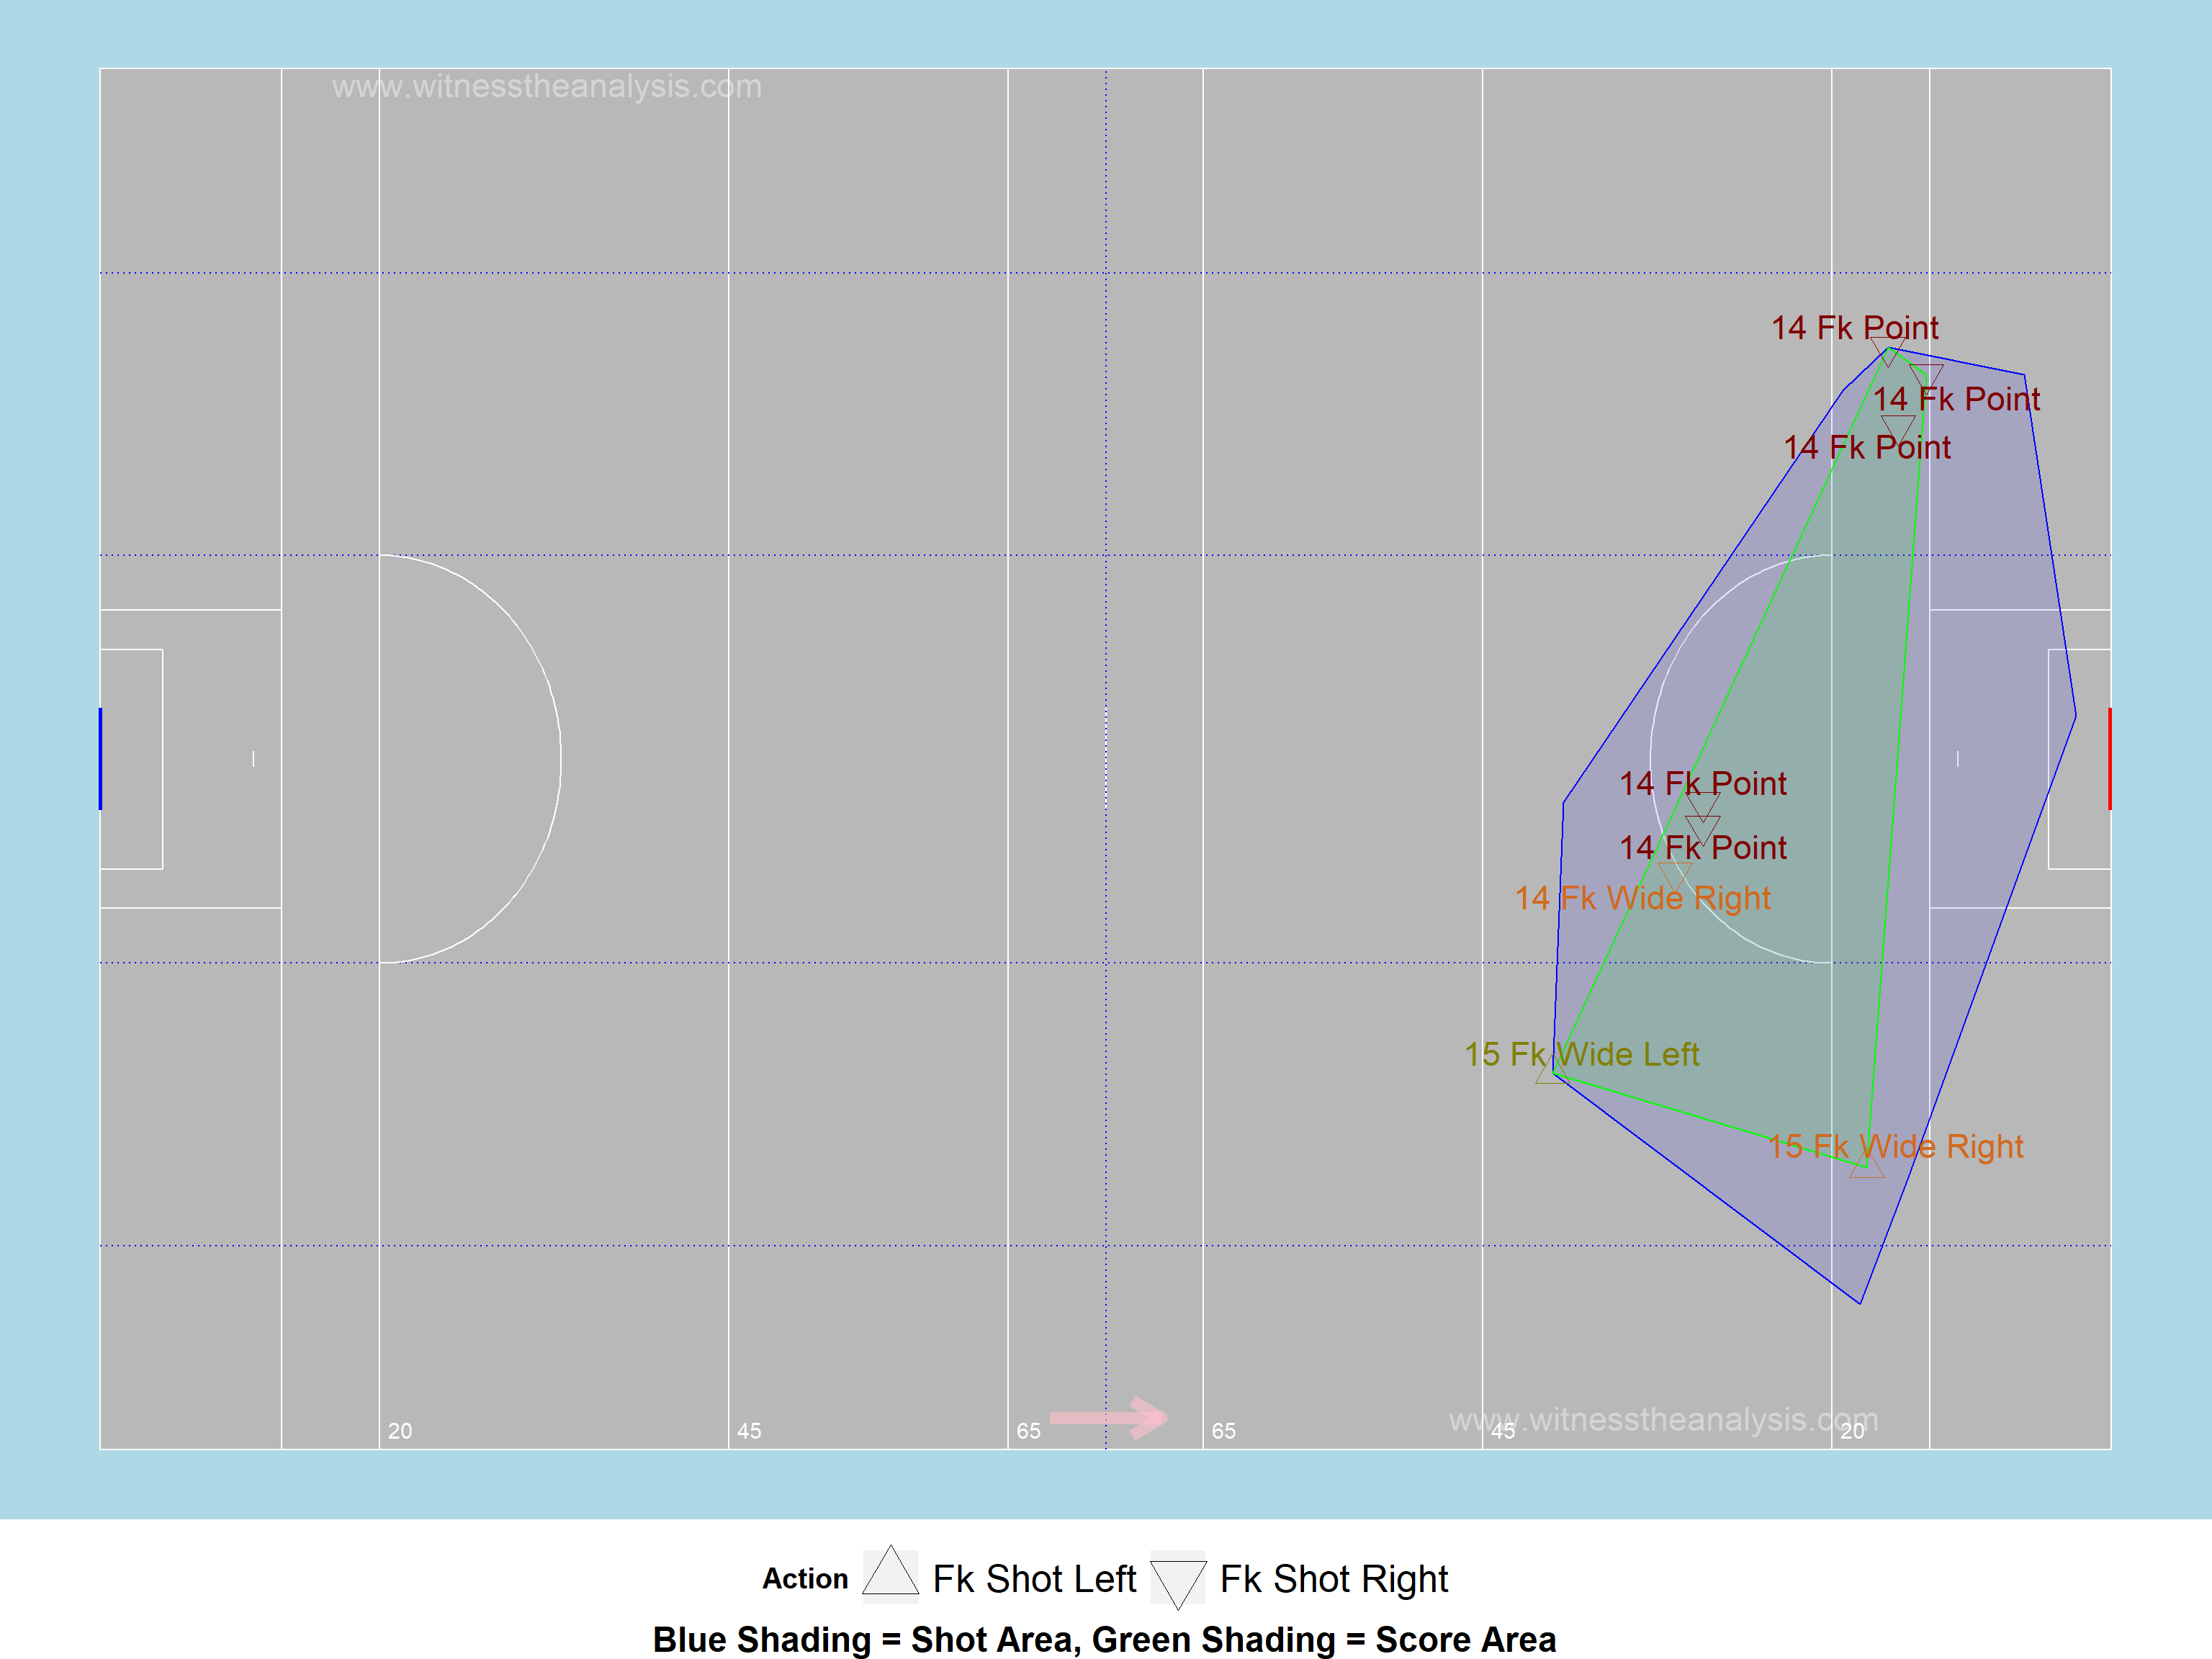 www.witnesstheanalysis.com
14 Fk Point
14 Fk Point
14 Fk Point
14 Fk Point
14 Fk Point
14 Fk Wide Right
15 Fk Wide Left
15 Fk Wide Right
www.witnesstheanalysis.com
20 45 65 65 45 20
Action Fk Shot Left Fk Shot Right
Blue Shading = Shot Area, Green Shading = Score Area